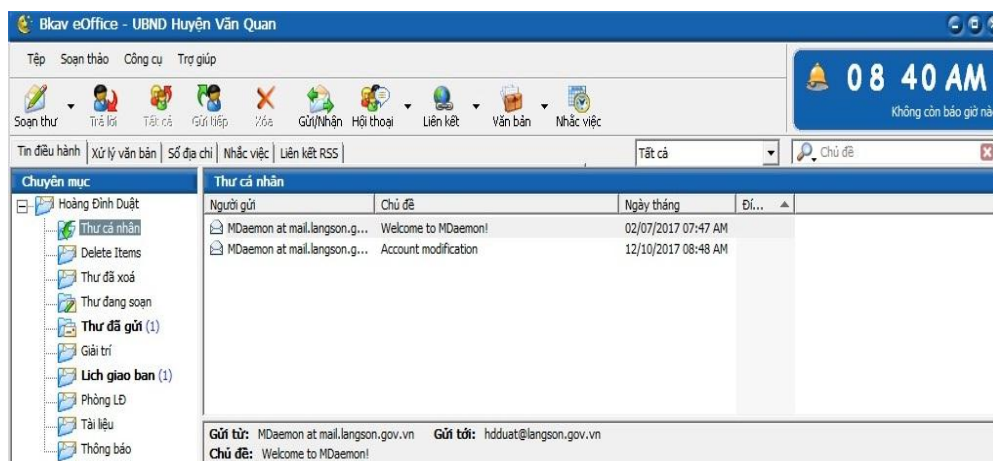 Bkav eOffice - UBND Huyện Văn Quan
Tệp Soạn thảo Công cụ Trợ giúp
08 40 AM
Không còn báo giờ nào
Soạn thư Trả lời Tất cả Gửi tiếp Xóa Gửi/Nhận Hội thoại Liên kết Văn bản Nhắc việc
Tin điều hành Xử lý văn bản Sổ địa chỉ Nhắc việc Liên kết RSS Tất cả Chủ đề
Chuyên mục Thư cá nhân
Người gửi Chủ đề Ngày tháng Đí...
Hoàng Đình Duật
Thư cá nhân
Delete Items
Thư đã xoá
Thư đang soạn
Thư đã gửi (1)
Giải trí
Lich giao ban (1)
Phòng LĐ
Tài liệu
Thông báo
MDaemon at mail.langson.g... Welcome to MDaemon! 02/07/2017 07:47 AM
MDaemon at mail.langson.g... Account modification 12/10/2017 08:48 AM
Gửi từ: MDaemon at mail.langson.gov.vn Gửi tới: hdduat@langson.gov.vn
Chủ đề: Welcome to MDaemon!